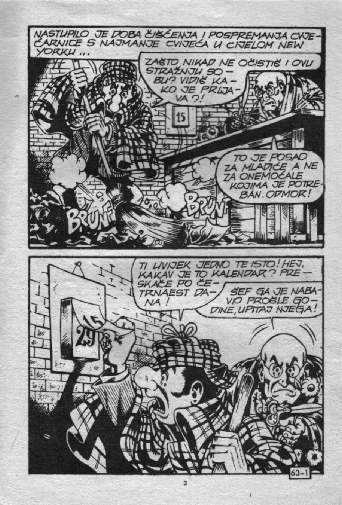 NASTUPILO JE DOBA ČIŠĆENJA I POSPREMANJA CVJE-
ĆARNICE S NAJMANJE CVIJEĆA U CIJELOM NEW
YORKU...
ZAŠTO NIKAD NE OČISTIŠ I OVU
STRAŽNJU SO-
BU? VIDIŠ KA-
KO JE PRLJA-
VA?!
15
TO JE POSAO
ZA MLADIĆE A NE
ZA ONEMOĆALE
KOJIMA JE POTRE-
BAN ODMOR!
BRUM
BRUM
TI UVIJEK JEDNO TE ISTO! HEJ,
KAKAV JE TO KALENDAR? PRE-
SKAČE PO ČE-
TRNAEST DA-
NA!
ŠEF GA JE NABA-
VIO PROŠLE GO-
DINE, UPITAJ NJEGA!
29
63-1
2